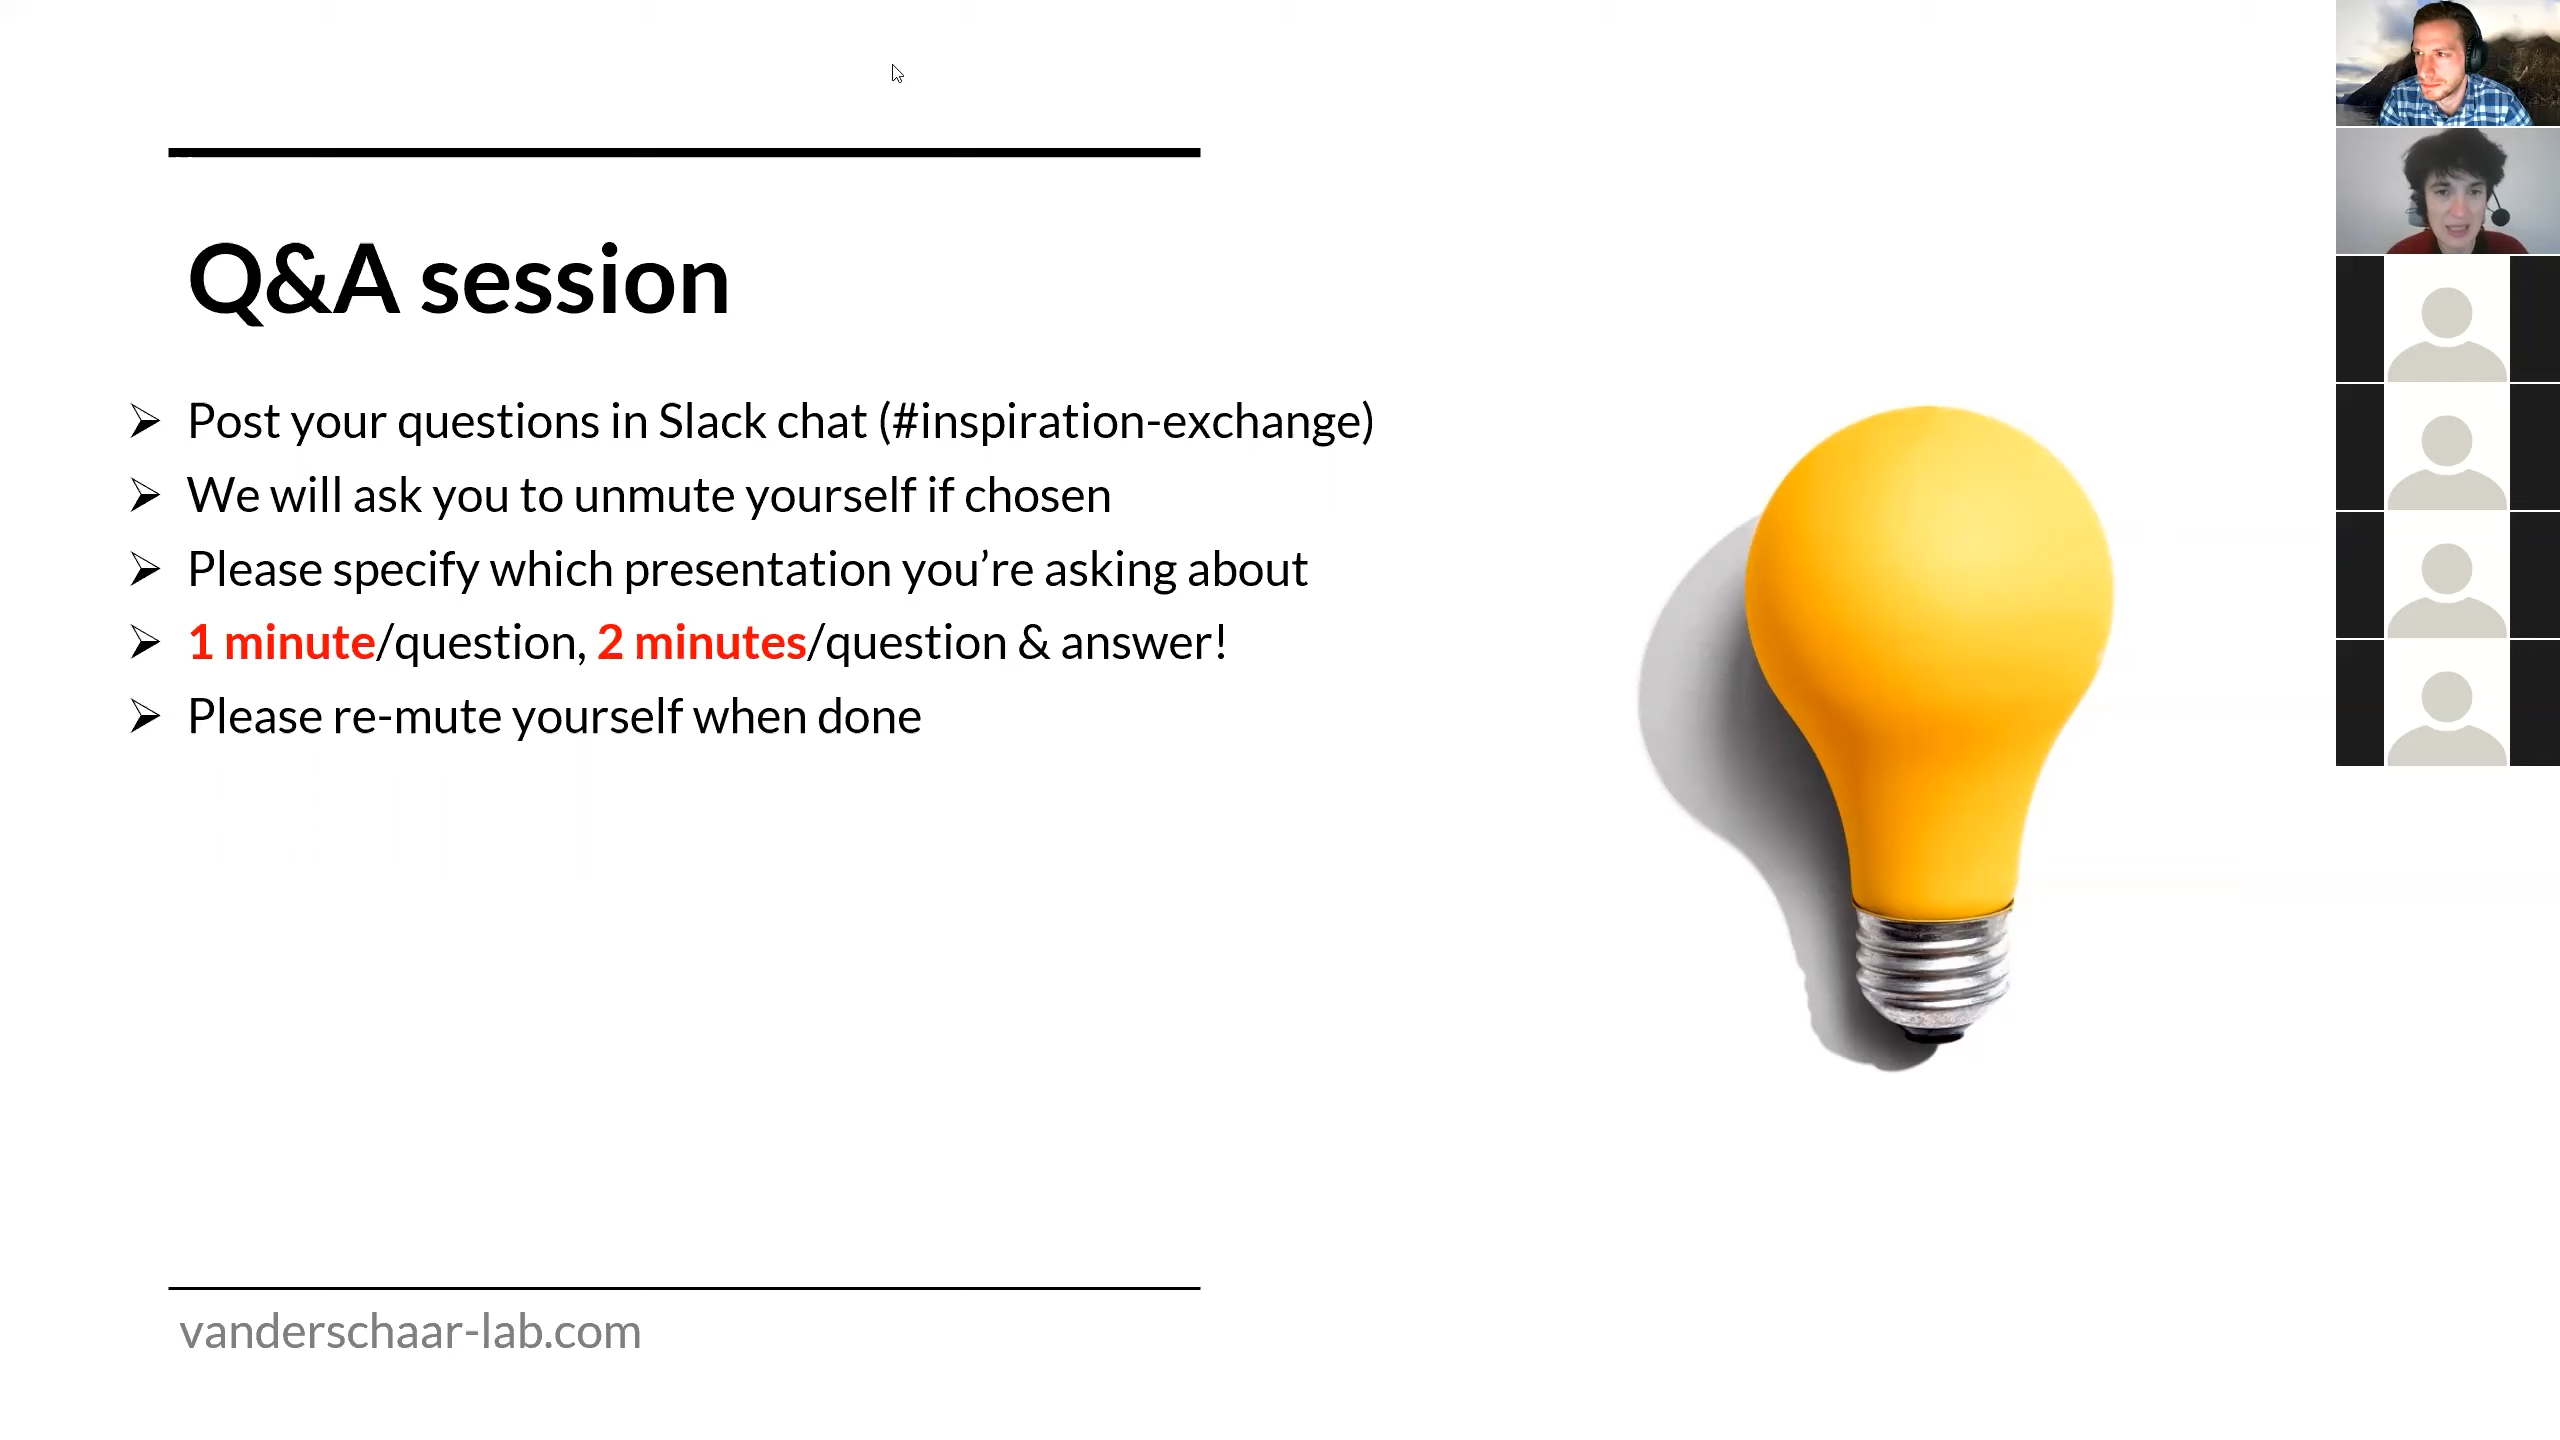 Q&A session
Post your questions in Slack chat (#inspiration-exchange)
We will ask you to unmute yourself if chosen
Please specify which presentation you’re asking about
1 minute/question, 2 minutes/question & answer!
Please re-mute yourself when done
vanderschaar-lab.com